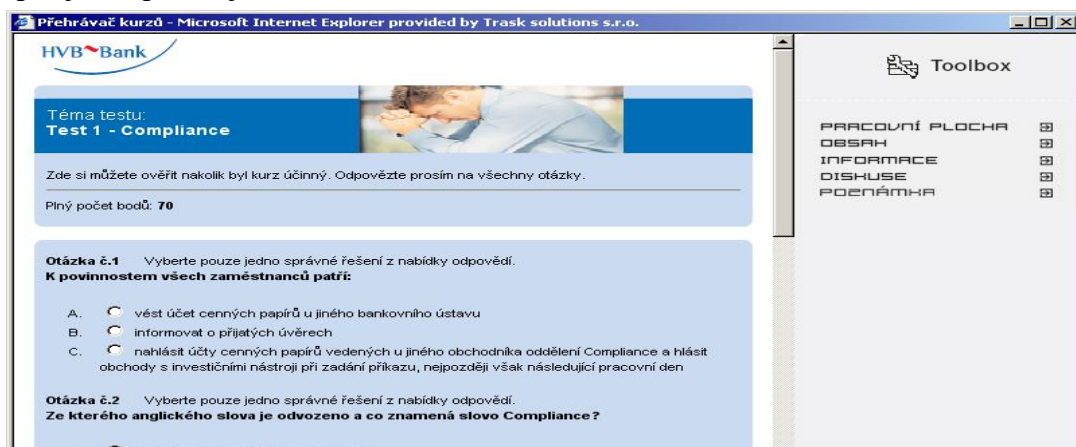 Přehrávač kurzů - Microsoft Internet Explorer provided by Trask solutions s.r.o.
HVB Bank
Téma testu:
Test 1 - Compliance
Zde si můžete ověřit nakolik byl kurz účinný. Odpovězte prosím na všechny otázky.
Plný počet bodů: 70
Otázka č.1 Vyberte pouze jedno správné řešení z nabídky odpovědí.
K povinnostem všech zaměstnanců patří:
A. vést účet cenných papírů u jiného bankovního ústavu
B. informovat o přijatých úvěrech
C. nahlásit účty cenných papírů vedených u jiného obchodníka oddělení Compliance a hlásit
obchody s investičními nástroji při zadání příkazu, nejpozději však následující pracovní den
Otázka č.2 Vyberte pouze jedno správné řešení z nabídky odpovědí.
Ze kterého anglického slova je odvozeno a co znamená slovo Compliance?
Toolbox
PRACOVNÍ PLOCHA
OBSAH
INFORMACE
DISKUSE
POZNÁMKA